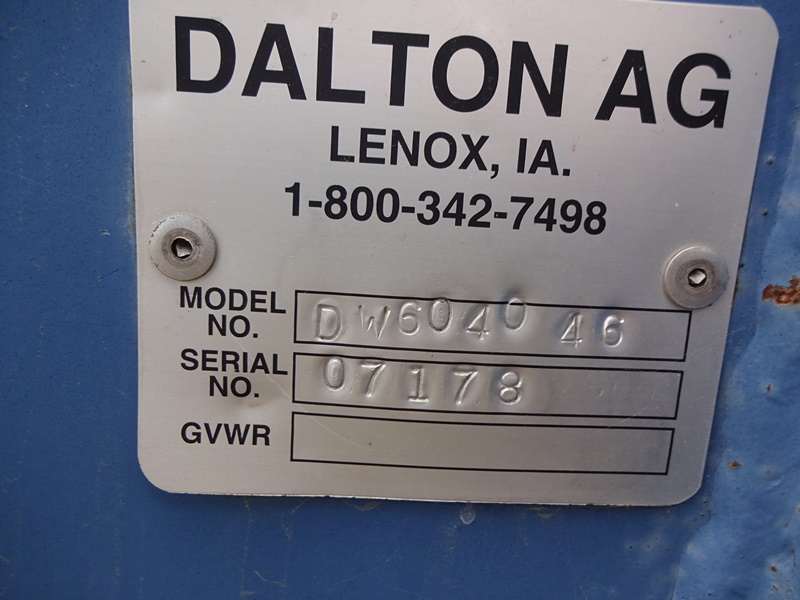 DALTON AG
LENOX, IA.
1-800-342-7498
MODEL NO. DW6040 46
SERIAL NO. 07178
GVWR